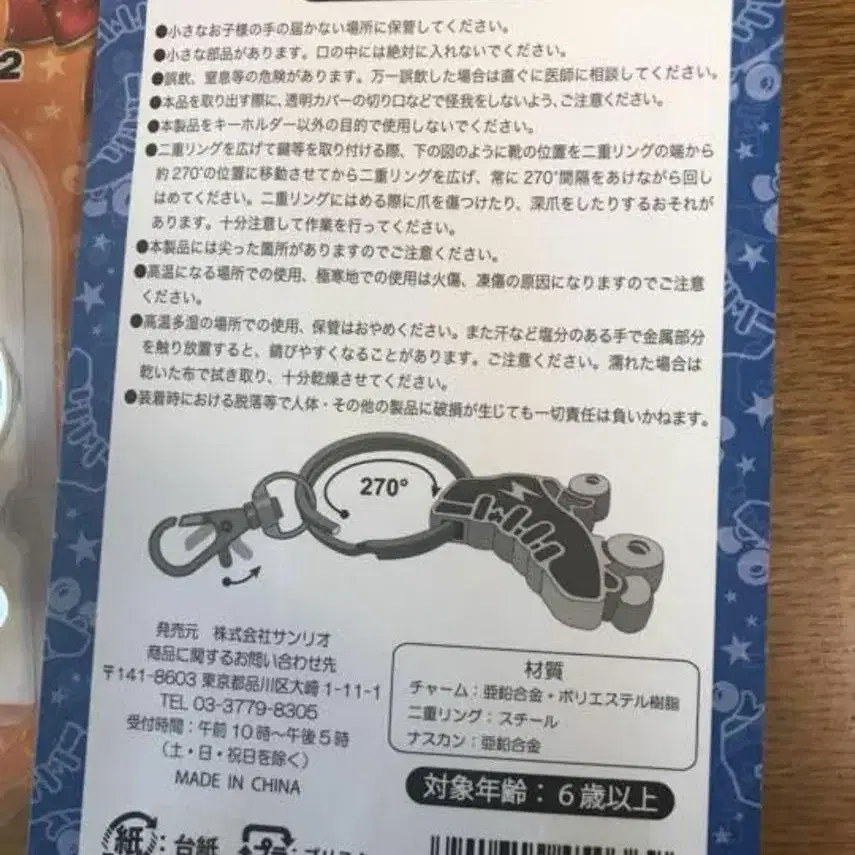 2
●小さなお子様の手の届かない場所に保管してください。
●小さな部品があります。口の中には絶対に入れないでください。
●誤飲、窒息等の危険があります。万一誤飲した場合は直ぐに医師に相談してください。
●本品を取り出す際に、透明カバーの切り口などで怪我をしないよう、ご注意ください。
●本製品をキーホルダー以外の目的で使用しないでください。
●二重リングを広げて鍵等を取り付ける際、下の図のように靴の位置を二重リングの端から
約270°の位置に移動させてから二重リングを広げ、常に270°間隔をあけながら回し
はめてください。二重リングにはめる際に爪を傷つけたり、深爪をしたりするおそれが
あります。十分注意して作業を行ってください。
●本製品には尖った箇所がありますのでご注意ください。
●高温になる場所での使用、極寒地での使用は火傷、凍傷の原因になりますのでご注意
ください。
●高温多湿の場所での使用、保管はおやめください。また汗など塩分のある手で金属部分
を触り放置すると、錆びやすくなることがあります。ご注意ください。濡れた場合は
乾いた布で拭き取り、十分乾燥させてください。
●装着時における脱落等で人体・その他の製品に破損が生じても一切責任は負いかねます。
270°
発売元 株式会社サンリオ
商品に関するお問い合わせ先
〒141-8603 東京都品川区大崎1-11-1
TEL 03-3779-8305
受付時間：午前10時〜午後5時
（土・日・祝日を除く）
MADE IN CHINA
材質
チャーム：亜鉛合金・ポリエステル樹脂
二重リング：スチール
ナスカン：亜鉛合金
対象年齢：6歳以上
紙：台紙
プラ